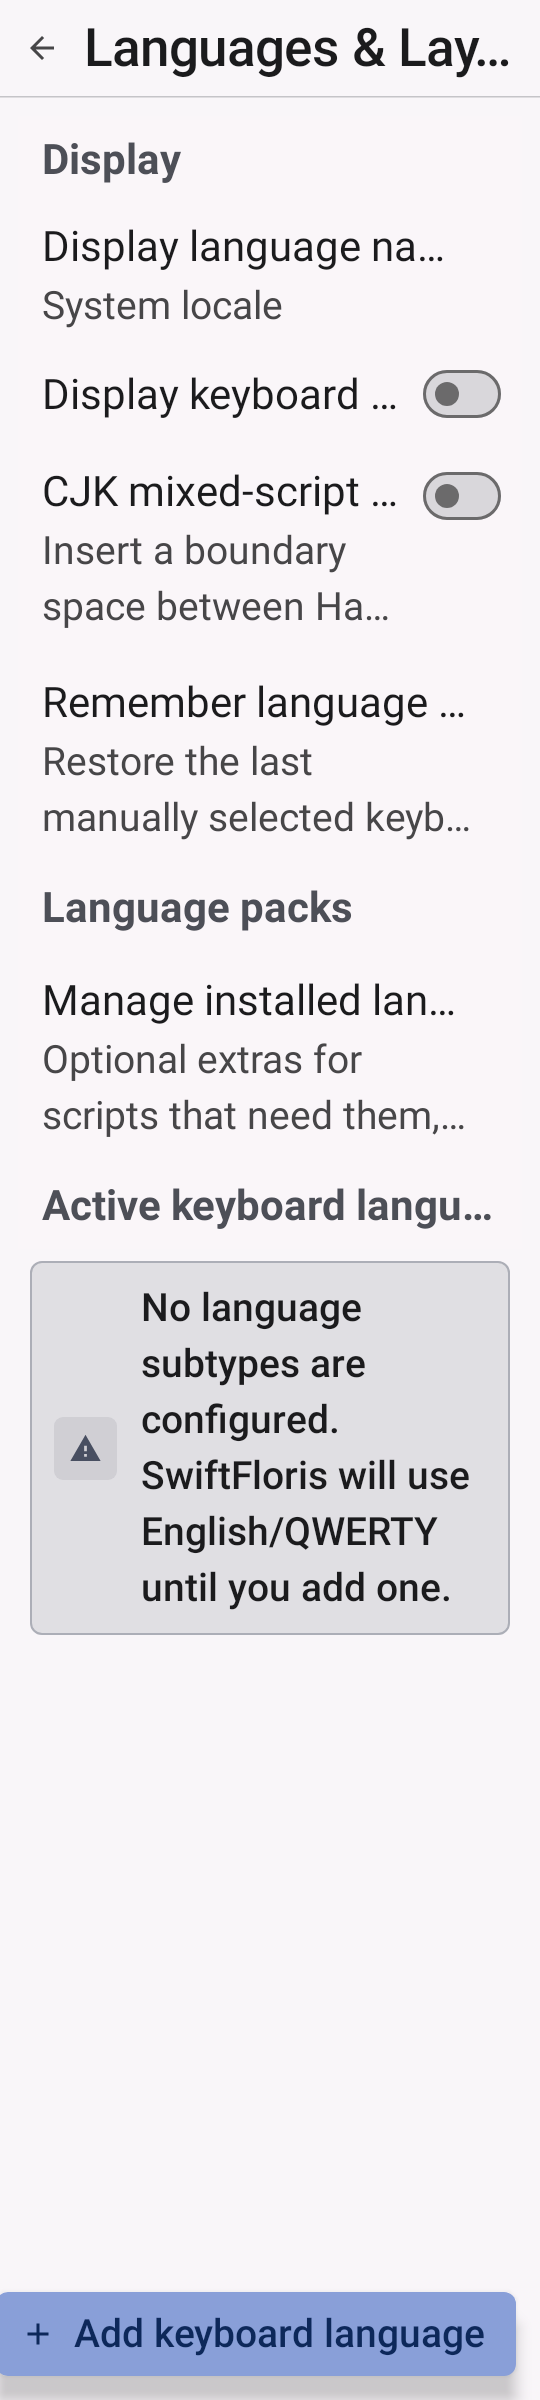 Languages & Lay...
Display
Display language na...
System locale
Display keyboard ...
CJK mixed-script ...
Insert a boundary
space between Ha...
Remember language ...
Restore the last
manually selected keyb...
Language packs
Manage installed lan...
Optional extras for
scripts that need them,...
Active keyboard langu...
No language
subtypes are
configured.
SwiftFloris will use
English/QWERTY
until you add one.
Add keyboard language